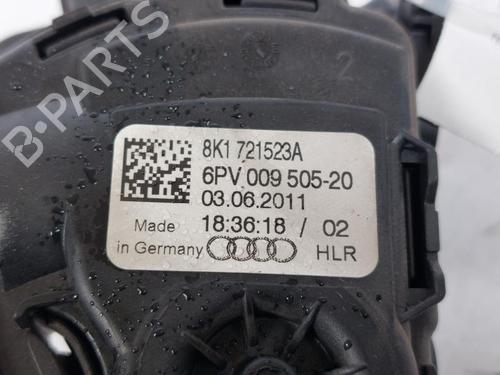 2
8K1 721523A
6PV 009 505-20
03.06.2011
Made 18:36:18 / 02
in Germany HLR
B-PARTS